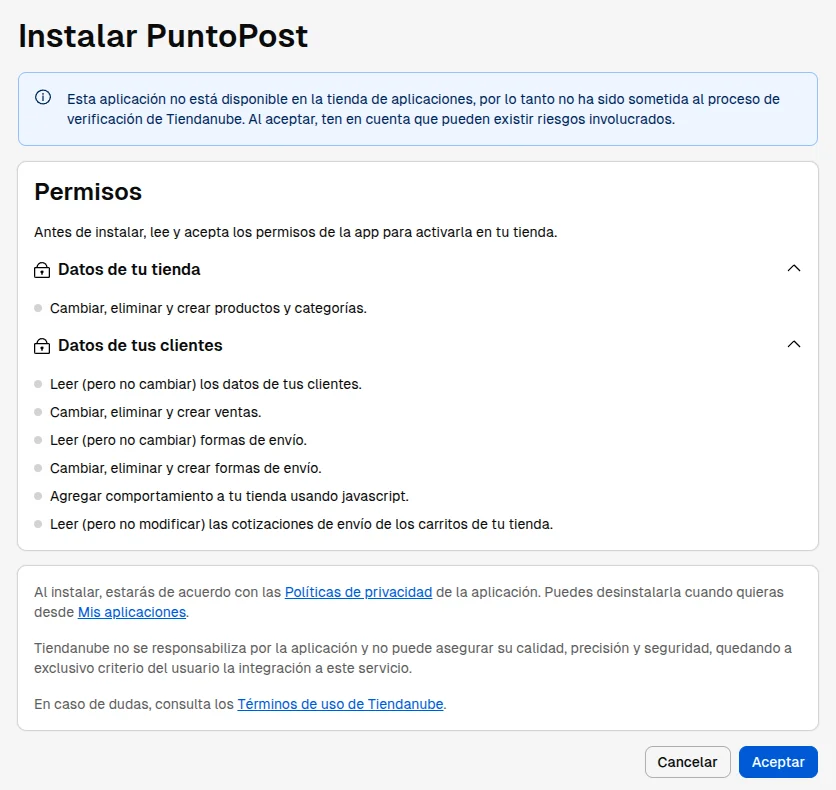 Instalar PuntoPost
Esta aplicación no está disponible en la tienda de aplicaciones, por lo tanto no ha sido sometida al proceso de
verificación de Tiendanube. Al aceptar, ten en cuenta que pueden existir riesgos involucrados.
Permisos
Antes de instalar, lee y acepta los permisos de la app para activarla en tu tienda.
Datos de tu tienda
Cambiar, eliminar y crear productos y categorías.
Datos de tus clientes
Leer (pero no cambiar) los datos de tus clientes.
Cambiar, eliminar y crear ventas.
Leer (pero no cambiar) formas de envío.
Cambiar, eliminar y crear formas de envío.
Agregar comportamiento a tu tienda usando javascript.
Leer (pero no modificar) las cotizaciones de envío de los carritos de tu tienda.
Al instalar, estarás de acuerdo con las Políticas de privacidad de la aplicación. Puedes desinstalarla cuando quieras
desde Mis aplicaciones.
Tiendanube no se responsabiliza por la aplicación y no puede asegurar su calidad, precisión y seguridad, quedando a
exclusivo criterio del usuario la integración a este servicio.
En caso de dudas, consulta los Términos de uso de Tiendanube.
Cancelar
Aceptar